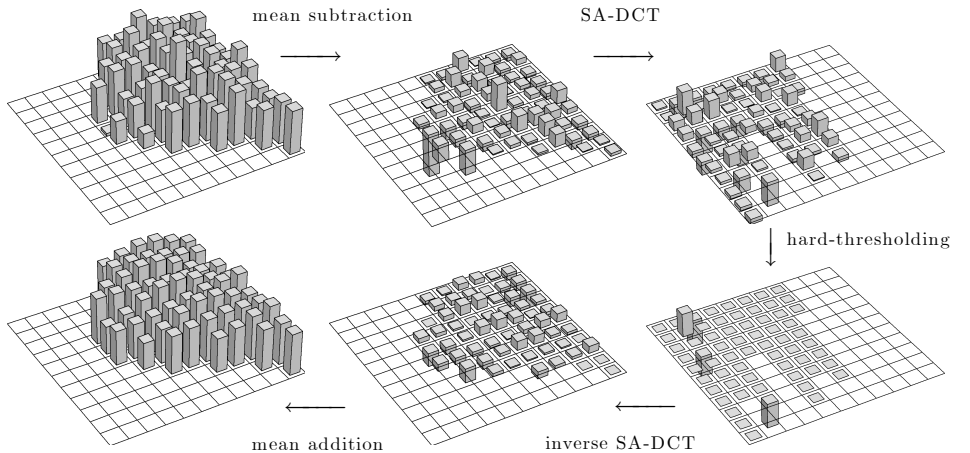 mean subtraction
SA-DCT
hard-thresholding
mean addition
inverse SA-DCT